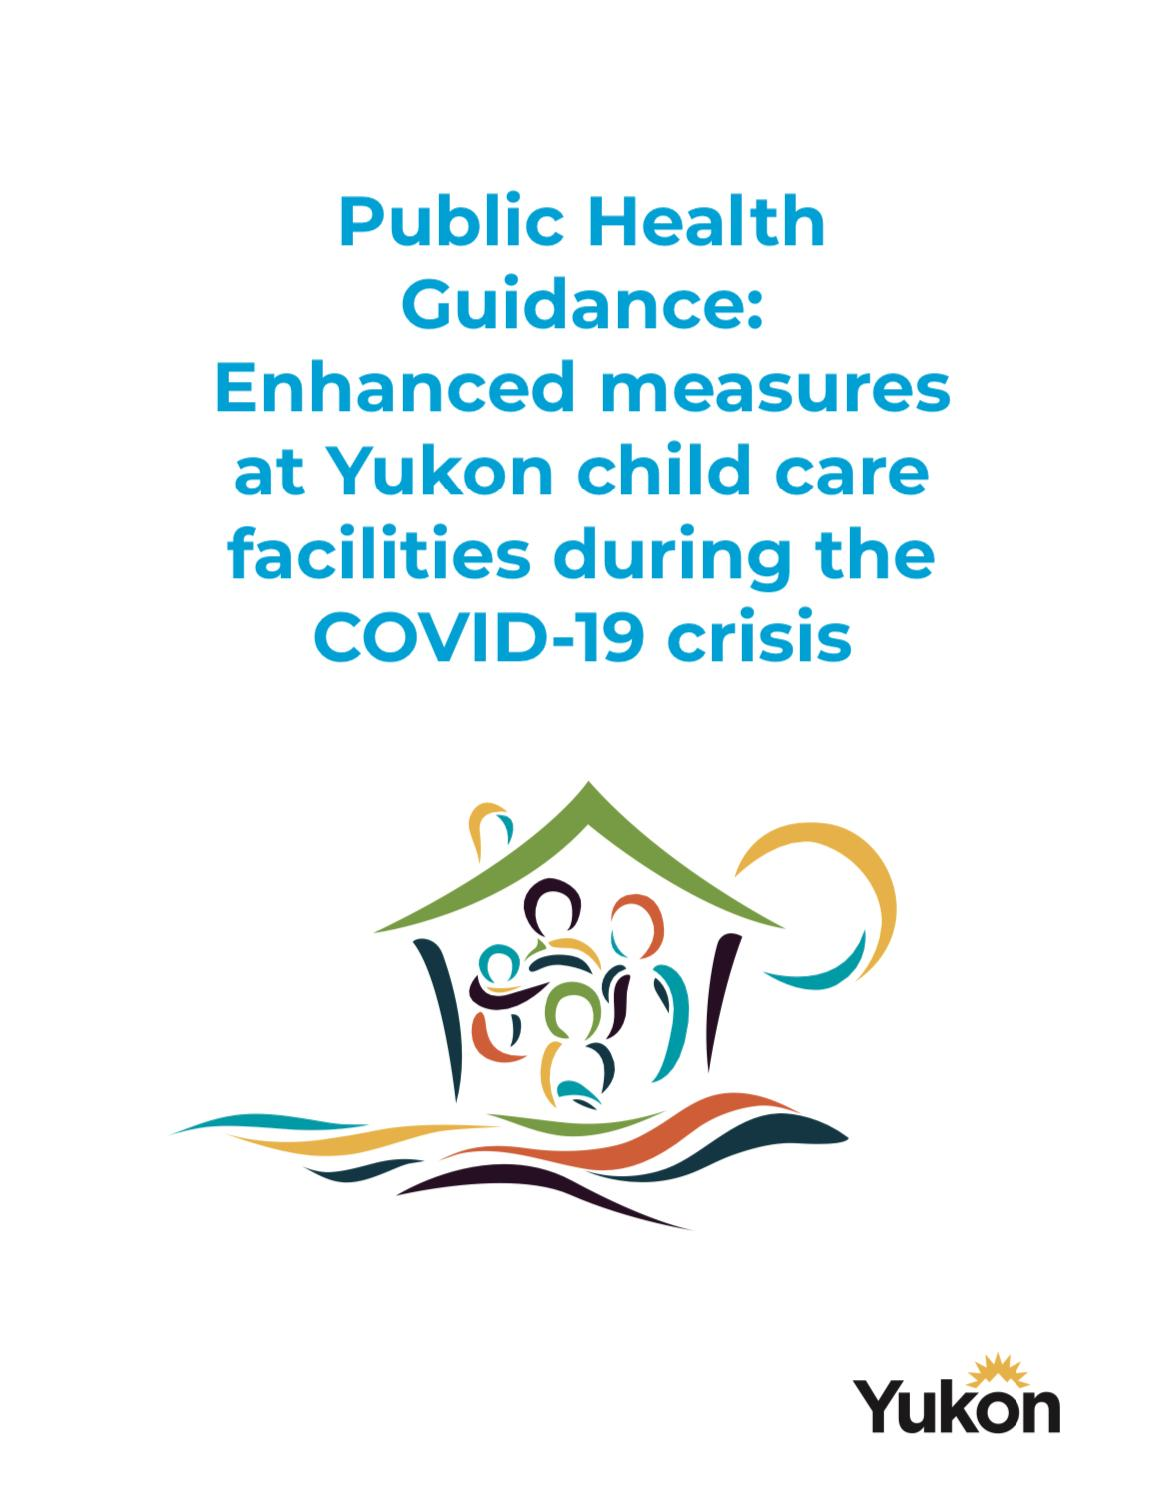 Public Health
Guidance:
Enhanced measures
at Yukon child care
facilities during the
COVID-19 crisis
Yukon